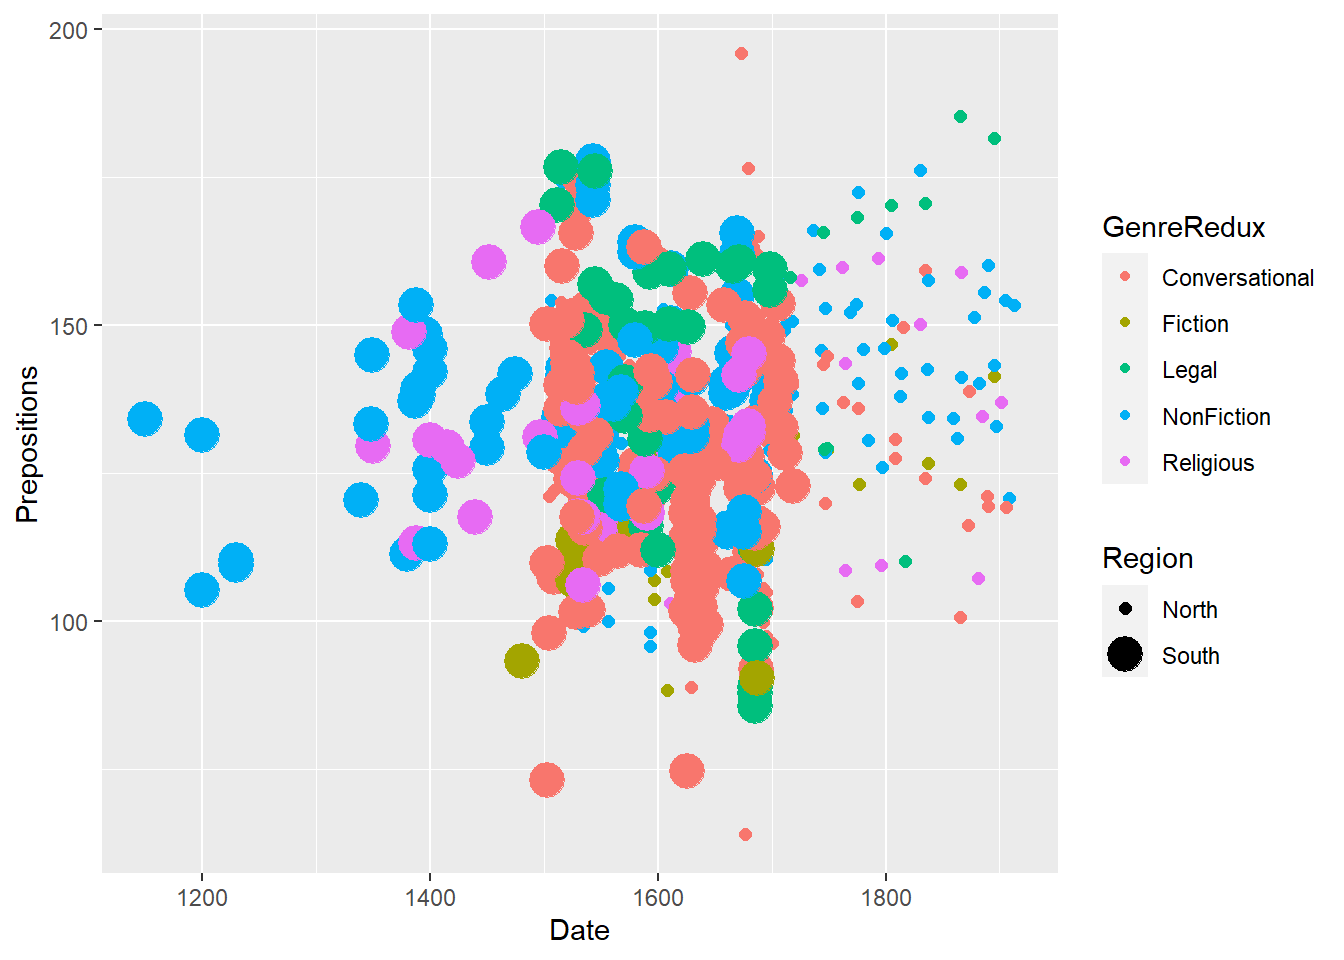 200
150
100
Prepositions
1200
1400
1600
1800
Date
GenreRedux
Conversational
Fiction
Legal
NonFiction
Religious
Region
North
South